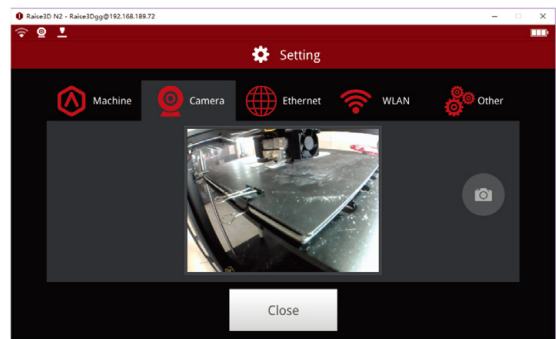 Raise3D N2 - Raise3Dgg@192.168.189.72
Setting
Machine
Camera
Ethernet
WLAN
Other
Close